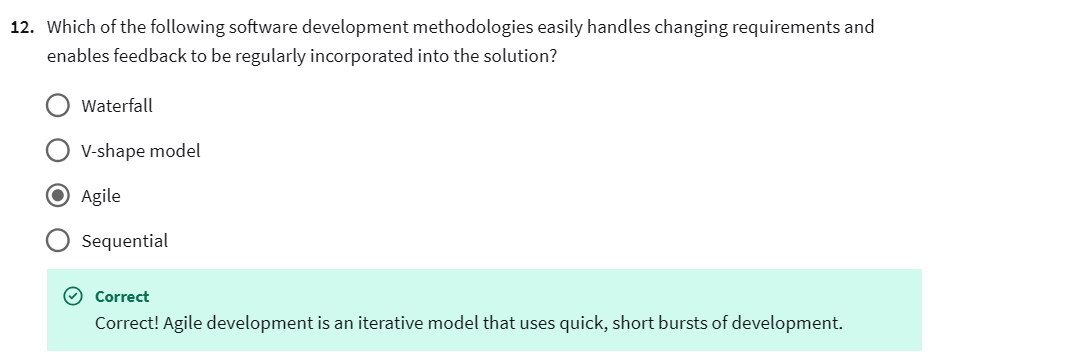 12. Which of the following software development methodologies easily handles changing requirements and
enables feedback to be regularly incorporated into the solution?
Waterfall
V-shape model
Agile
Sequential
Correct
Correct! Agile development is an iterative model that uses quick, short bursts of development.